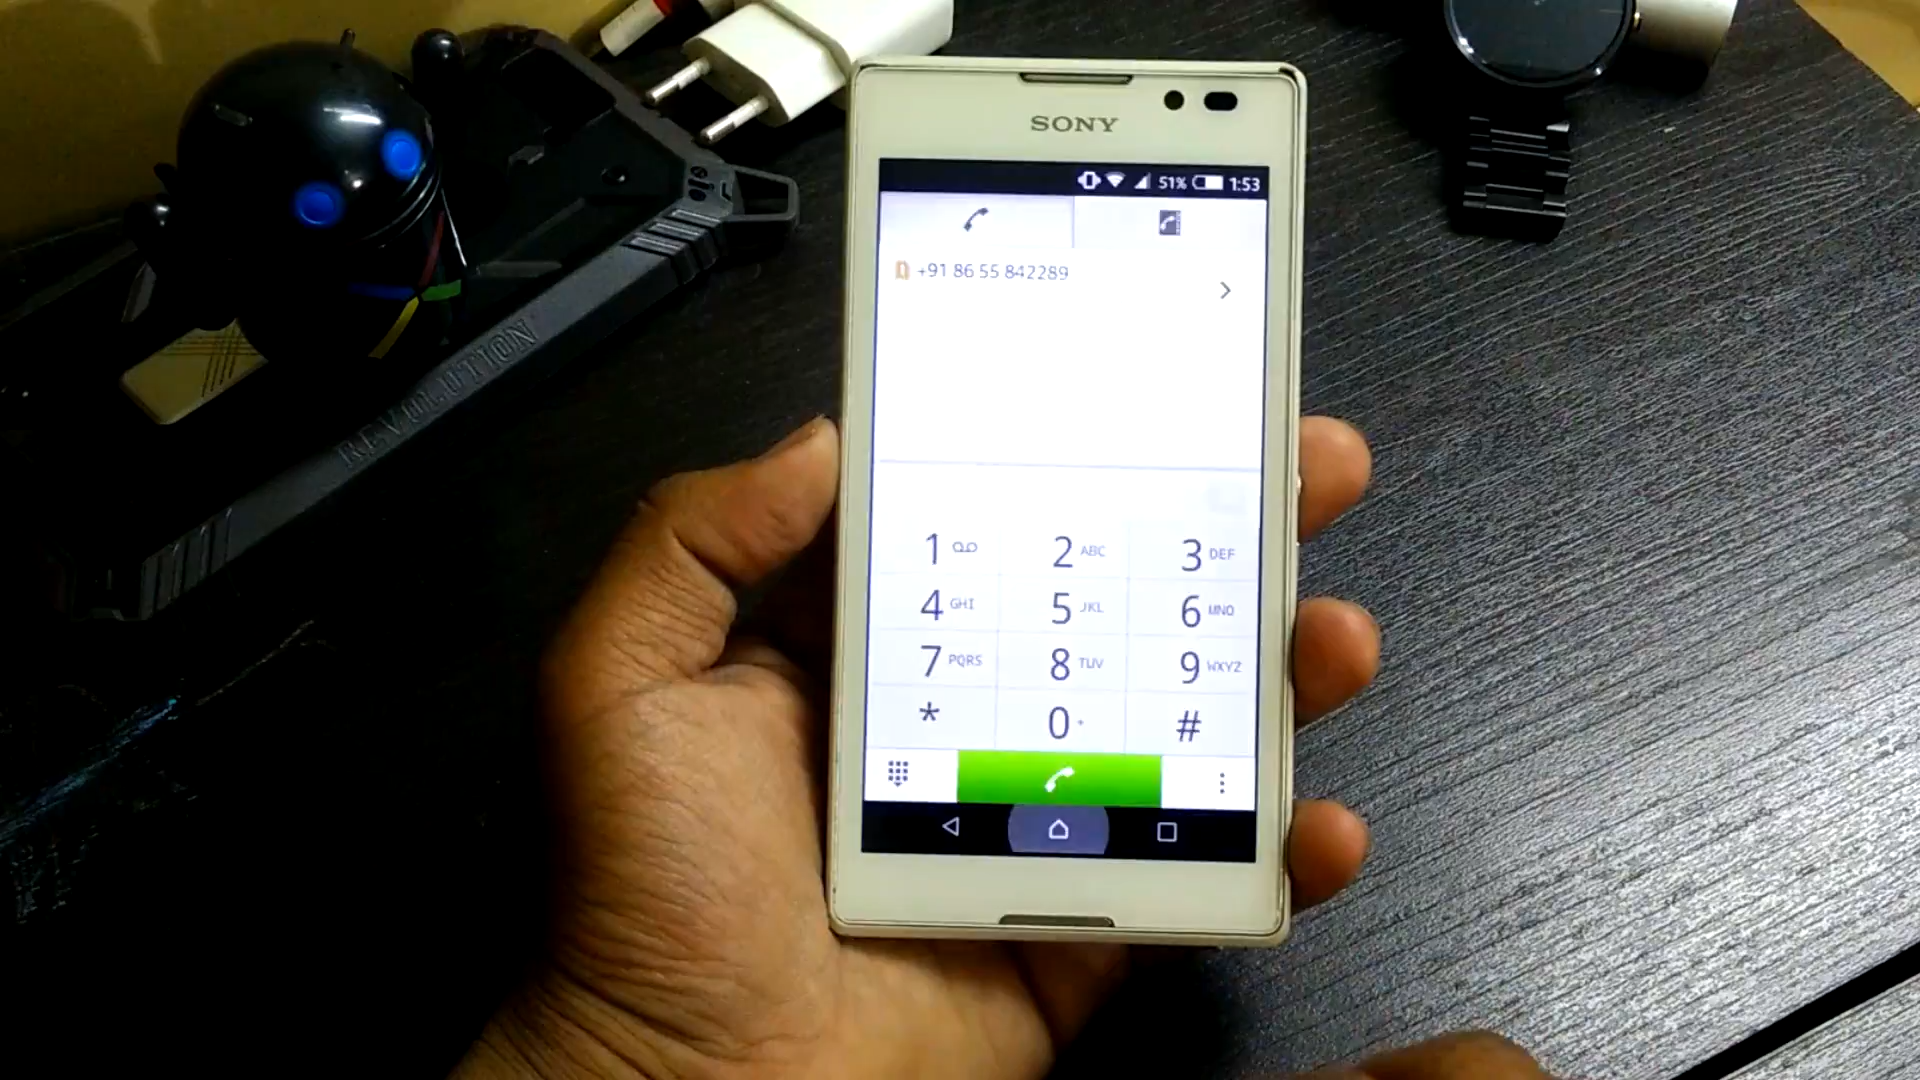 REVOLUTION
SONY
51% 1:53
+91 86 55 842289
1
2 ABC
3 DEF
4 GHI
5 JKL
6 MNO
7 PQRS
8 TUV
9 WXYZ
*
0 +
#